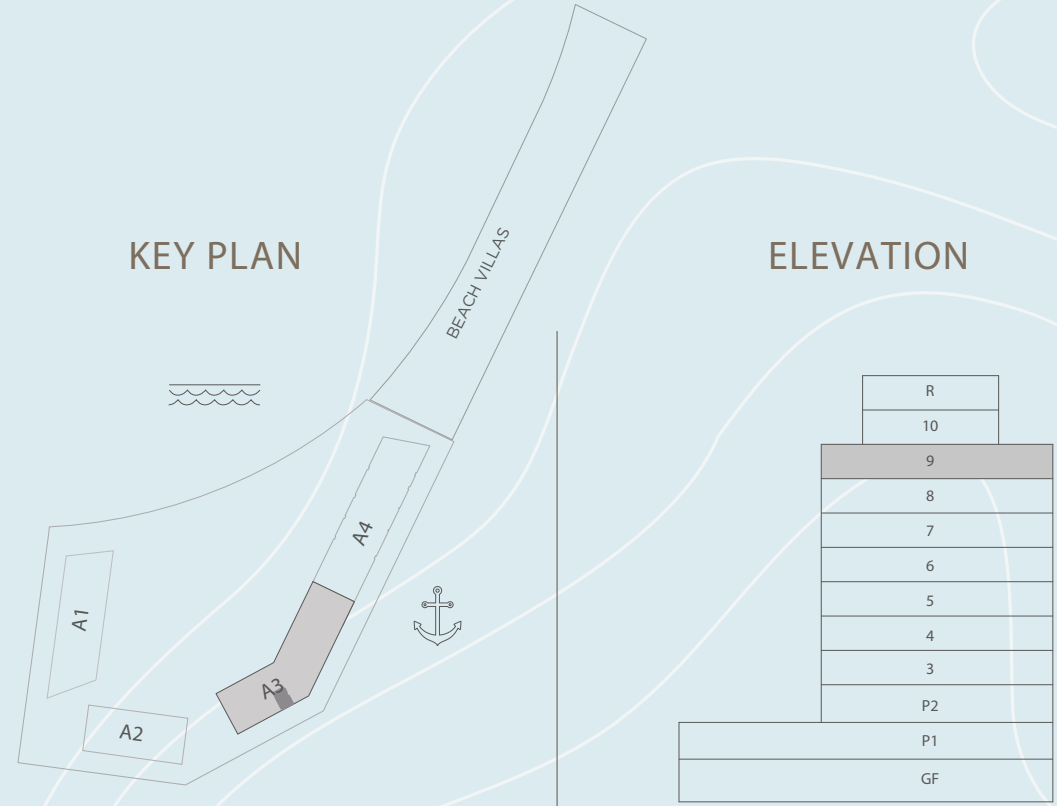 KEY PLAN
ELEVATION
BEACH VILLAS
A4
A1
A3
A2
R
10
9
8
7
6
5
4
3
P2
P1
GF